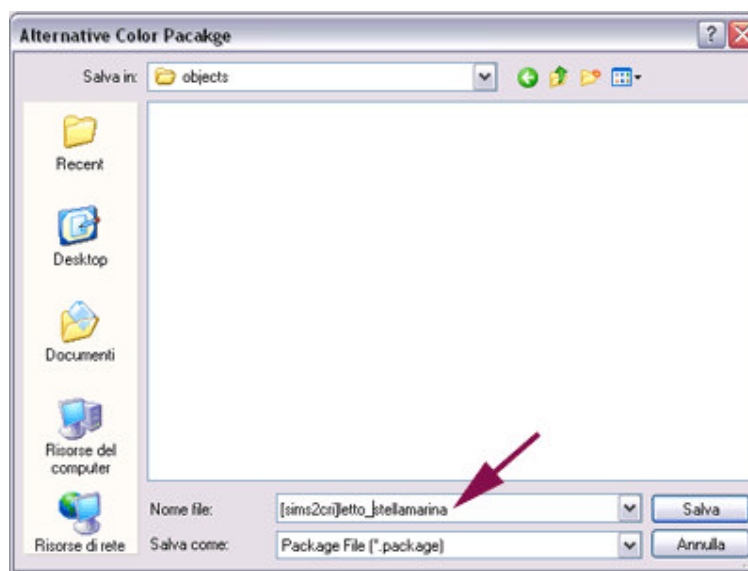 Alternative Color Pacakge
Salva in: objects
Recent
Desktop
Documenti
Risorse del
computer
Risorse di rete
Nome file: [sims2cri]letto_stellamarina Salva
Salva come: Package File (*.package) Annulla